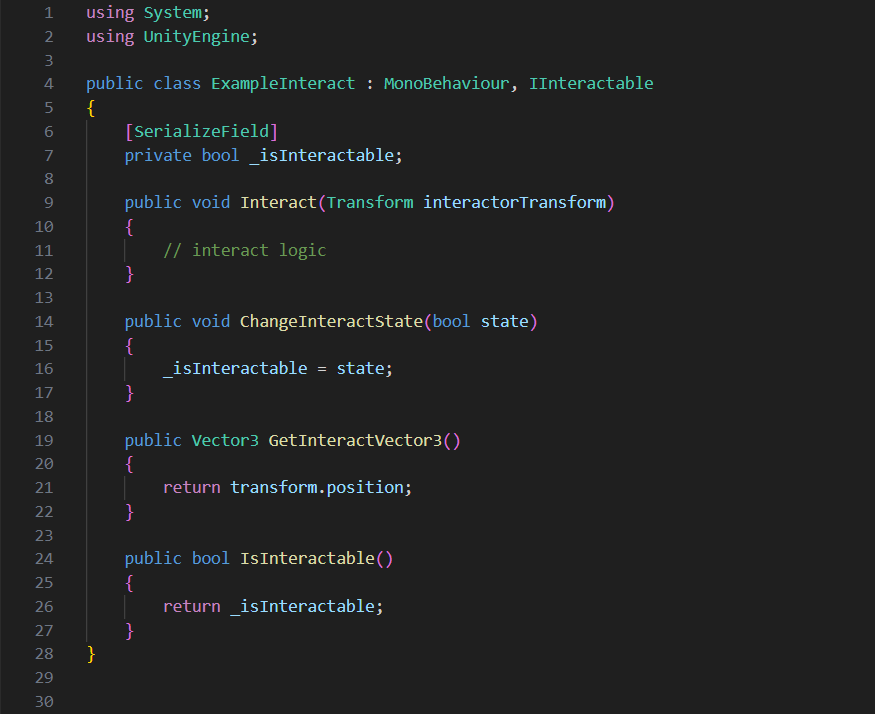 1 using System;
2 using UnityEngine;
3
4 public class ExampleInteract : MonoBehaviour, IInteractable
5 {
6     [SerializeField]
7     private bool _isInteractable;
8
9     public void Interact(Transform interactorTransform)
10     {
11         // interact logic
12     }
13
14     public void ChangeInteractState(bool state)
15     {
16         _isInteractable = state;
17     }
18
19     public Vector3 GetInteractVector3()
20     {
21         return transform.position;
22     }
23
24     public bool IsInteractable()
25     {
26         return _isInteractable;
27     }
28 }
29
30